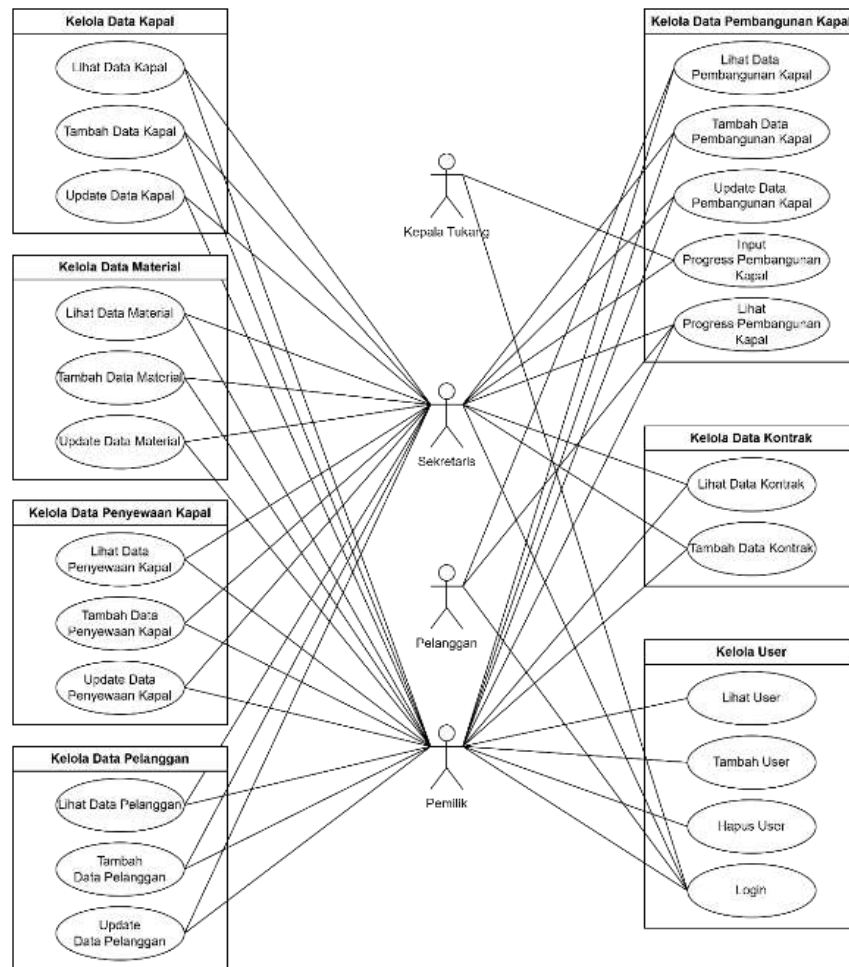 Kelola Data Kapal
Lihat Data Kapal
Tambah Data Kapal
Update Data Kapal
Kelola Data Material
Lihat Data Material
Tambah Data Material
Update Data Material
Kelola Data Penyewaan Kapal
Lihat Data
Penyewaan Kapal
Tambah Data
Penyewaan Kapal
Update Data
Penyewaan Kapal
Kelola Data Pelanggan
Lihat Data Pelanggan
Tambah
Data Pelanggan
Update
Data Pelanggan
Kepala Tukang
Sekretaris
Pelanggan
Pemilik
Kelola Data Pembangunan Kapal
Lihat Data
Pembangunan Kapal
Tambah Data
Pembangunan Kapal
Update Data
Pembangunan Kapal
Input
Progress Pembangunan
Kapal
Lihat
Progress Pembangunan
Kapal
Kelola Data Kontrak
Lihat Data Kontrak
Tambah Data Kontrak
Kelola User
Lihat User
Tambah User
Hapus User
Login